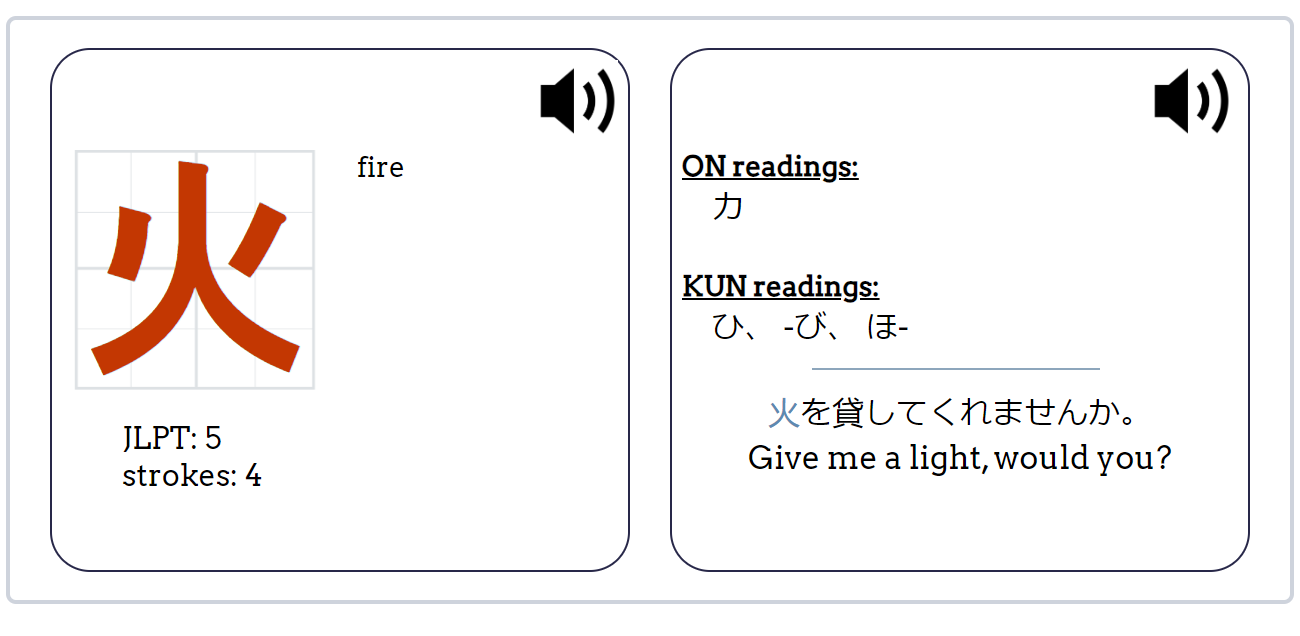 火
fire
JLPT: 5
strokes: 4
ON readings:
カ
KUN readings:
ひ、 -び、 ほ-
火を貸してくれませんか。
Give me a light, would you?